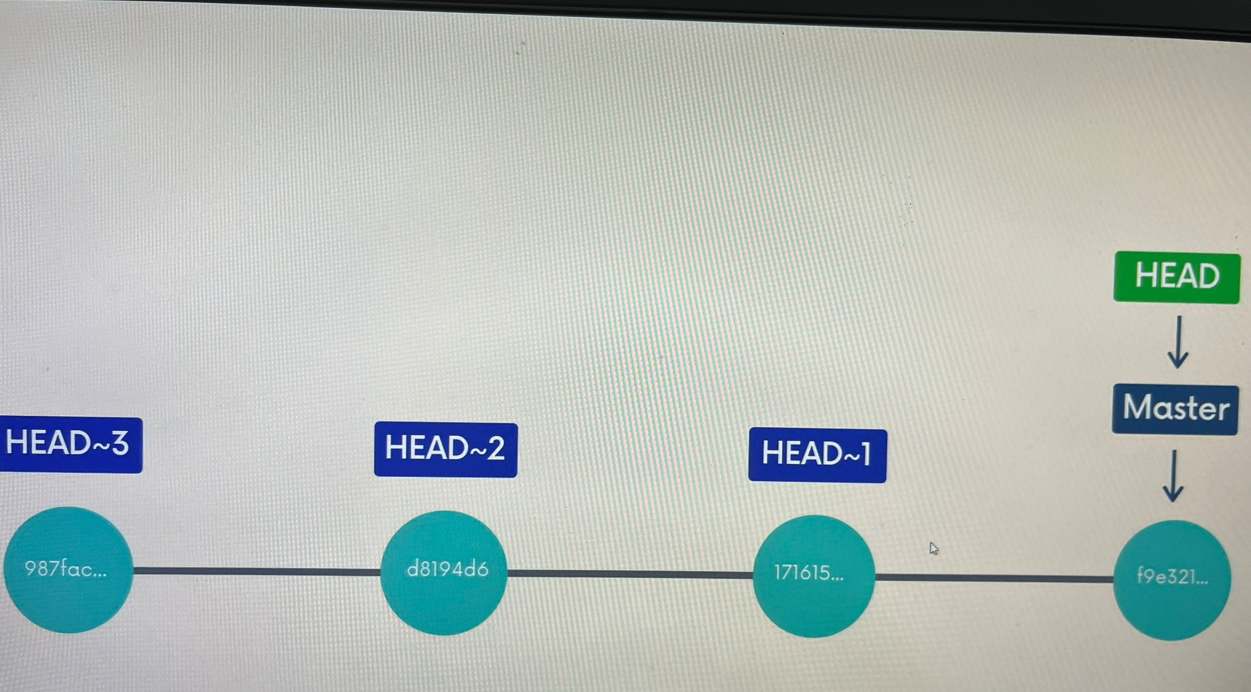 HEAD
Master
HEAD~3
HEAD~2
HEAD~1
987fac...
d8194d6
171615...
f9e321...